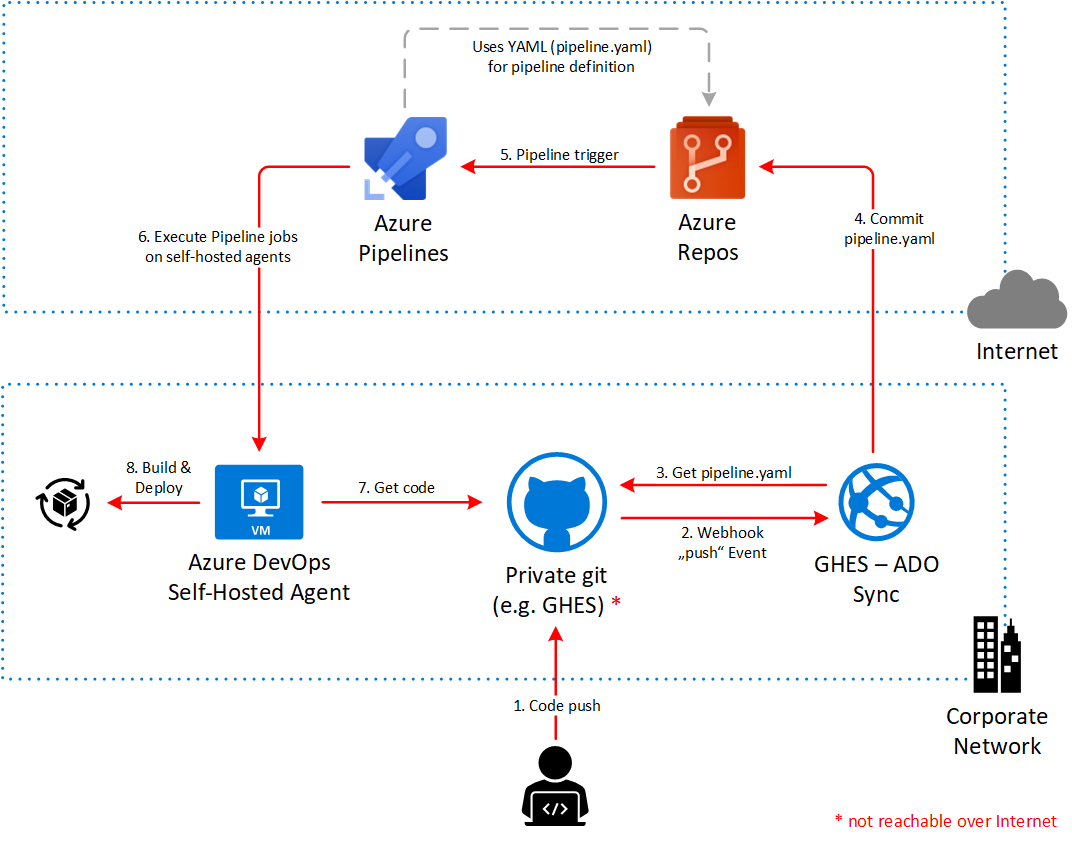 Uses YAML (pipeline.yaml)
for pipeline definition
5. Pipeline trigger
Azure
Pipelines
Azure
Repos
4. Commit
pipeline.yaml
6. Execute Pipeline jobs
on self-hosted agents
Internet
8. Build &
Deploy
VM
Azure DevOps
Self-Hosted Agent
7. Get code
Private git
(e.g. GHES) *
3. Get pipeline.yaml
2. Webhook
„push“ Event
GHES – ADO
Sync
1. Code push
</>
Corporate
Network
* not reachable over Internet